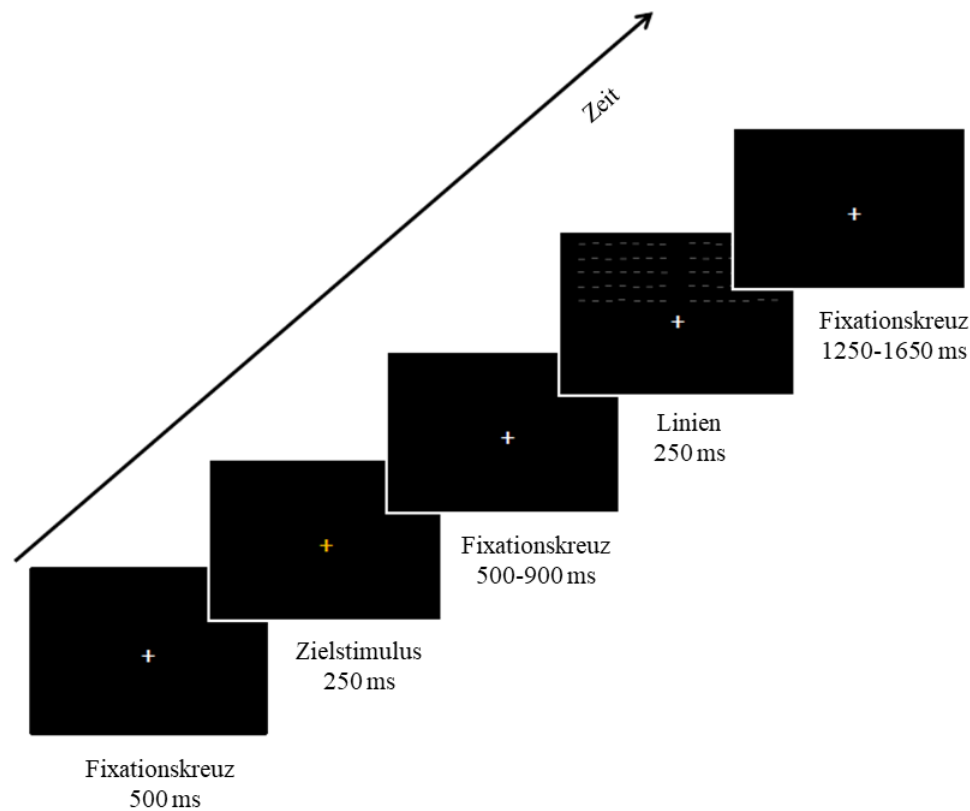 Zeit
Fixationskreuz
1250-1650 ms
Linien
250 ms
Fixationskreuz
500-900 ms
Zielstimulus
250 ms
Fixationskreuz
500 ms